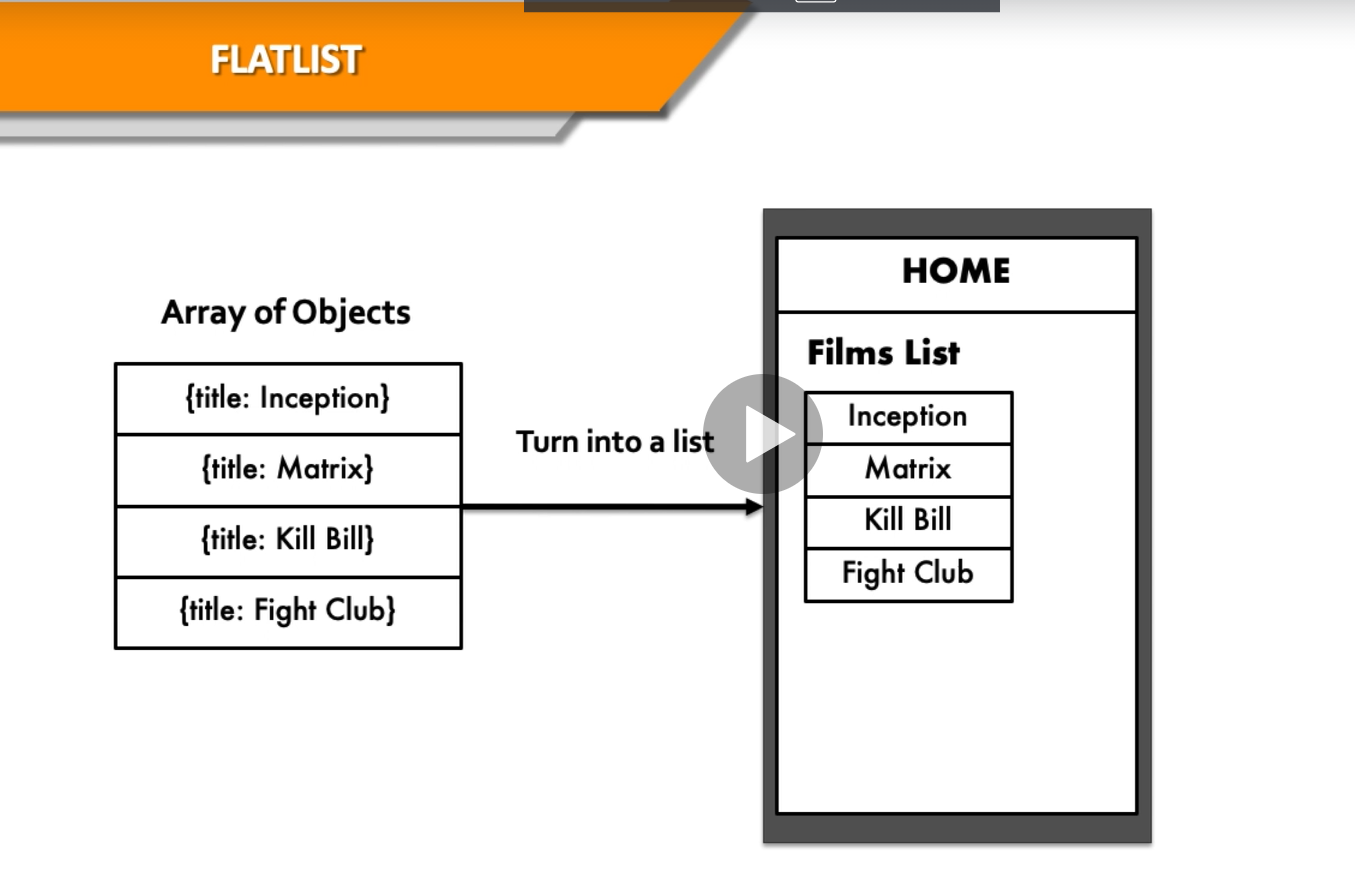 FLATLIST
Array of Objects
{title: Inception}
{title: Matrix}
{title: Kill Bill}
{title: Fight Club}
Turn into a list
HOME
Films List
Inception
Matrix
Kill Bill
Fight Club